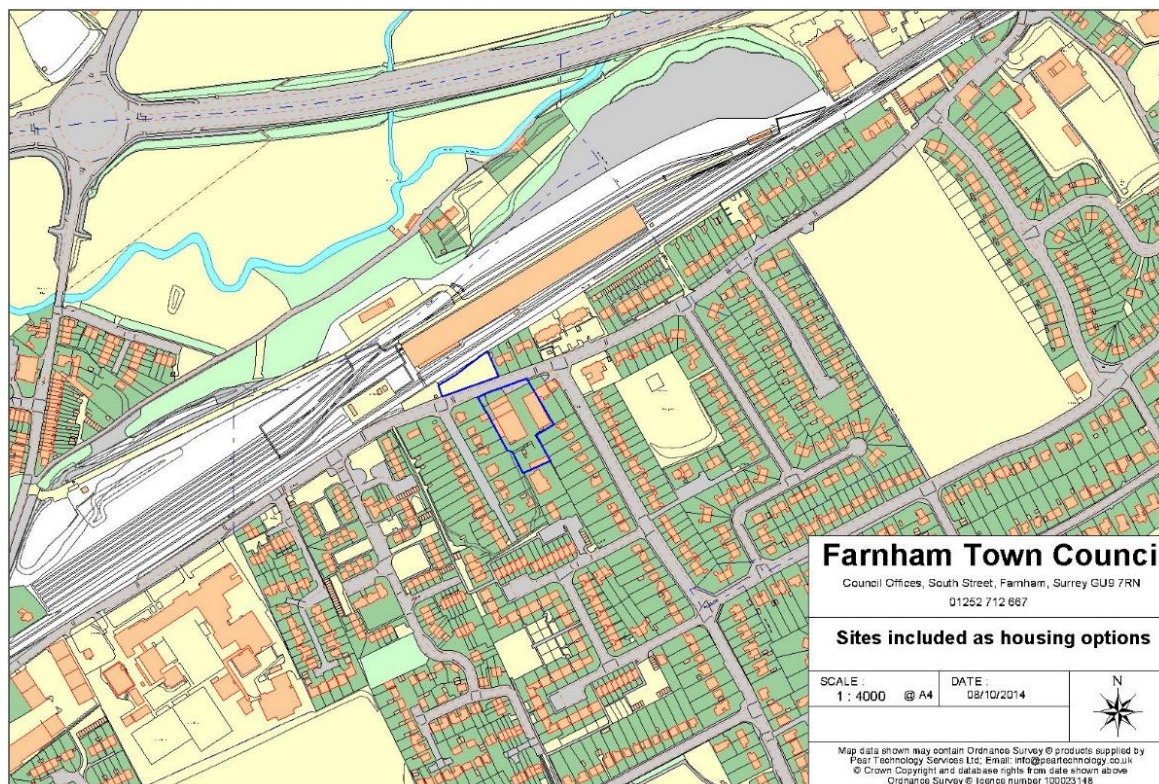 Farnham Town Counci
Council Offices, South Street, Farnham, Surrey GU9 7RN
01252 712 667
Sites included as housing options
SCALE :
1 : 4000 @ A4
DATE :
08/10/2014
N
Map data shown may contain Ordnance Survey © products supplied by
Pear Technology Services Ltd; Email: info@peartechnology.co.uk
© Crown Copyright and database rights from date shown above
Ordnance Survey © licence number 100023148